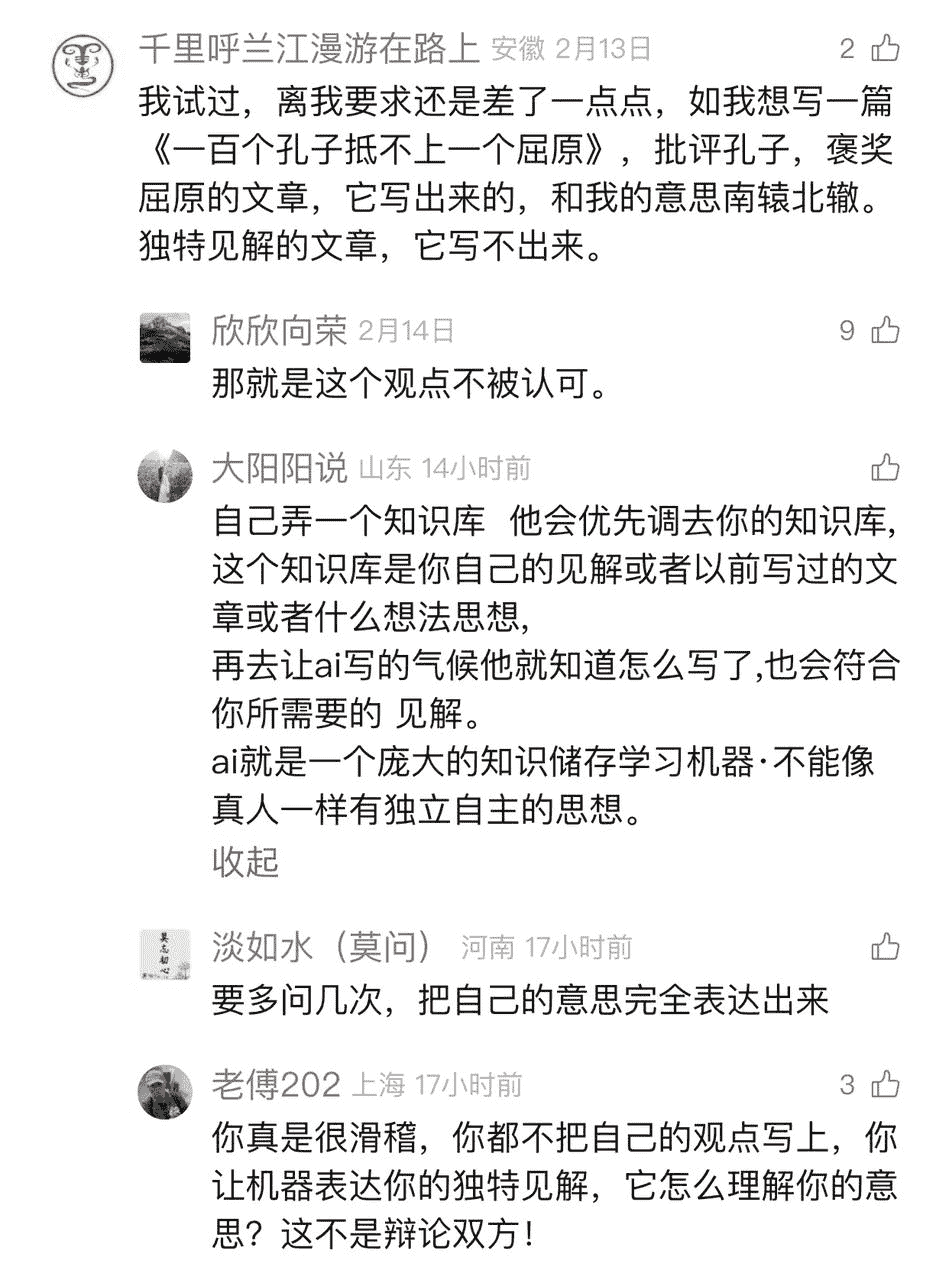 千里呼兰江漫游在路上 安徽 2月13日 2
我试过，离我要求还是差了一点点，如我想写一篇
《一百个孔子抵不上一个屈原》，批评孔子，褒奖
屈原的文章，它写出来的，和我的意思南辕北辙。
独特见解的文章，它写不出来。
欣欣向荣 2月14日 9
那就是这个观点不被认可。
大阳阳说 山东 14小时前
自己弄一个知识库 他会优先调去你的知识库,
这个知识库是你自己的见解或者以前写过的文
章或者什么想法思想,
再去让ai写的气候他就知道怎么写了,也会符合
你所需要的 见解。
ai就是一个庞大的知识储存学习机器·不能像
真人一样有独立自主的思想。
收起
莫忘初心
淡如水（莫问） 河南 17小时前
要多问几次，把自己的意思完全表达出来
老傅202 上海 17小时前 3
你真是很滑稽，你都不把自己的观点写上，你
让机器表达你的独特见解，它怎么理解你的意
思？这不是辩论双方！